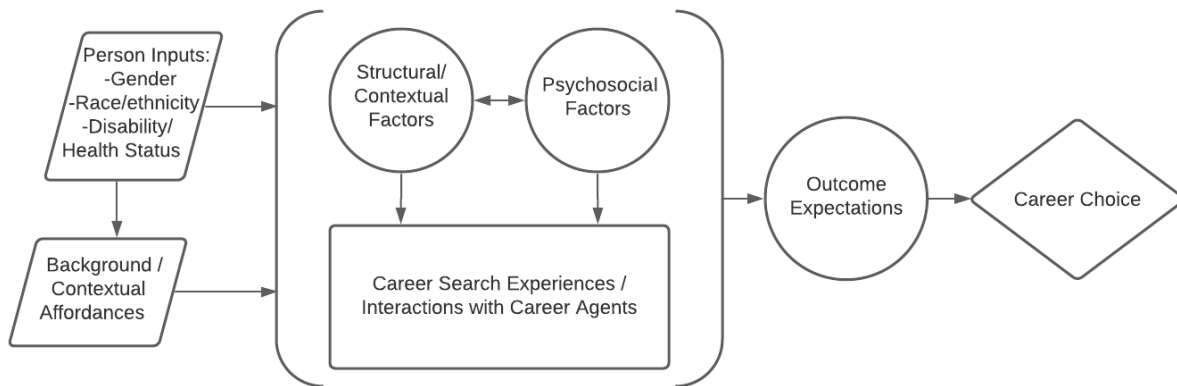 Person Inputs:
-Gender
-Race/ethnicity
-Disability/
Health Status
Background /
Contextual
Affordances
Structural/
Contextual
Factors
Psychosocial
Factors
Career Search Experiences /
Interactions with Career Agents
Outcome
Expectations
Career Choice